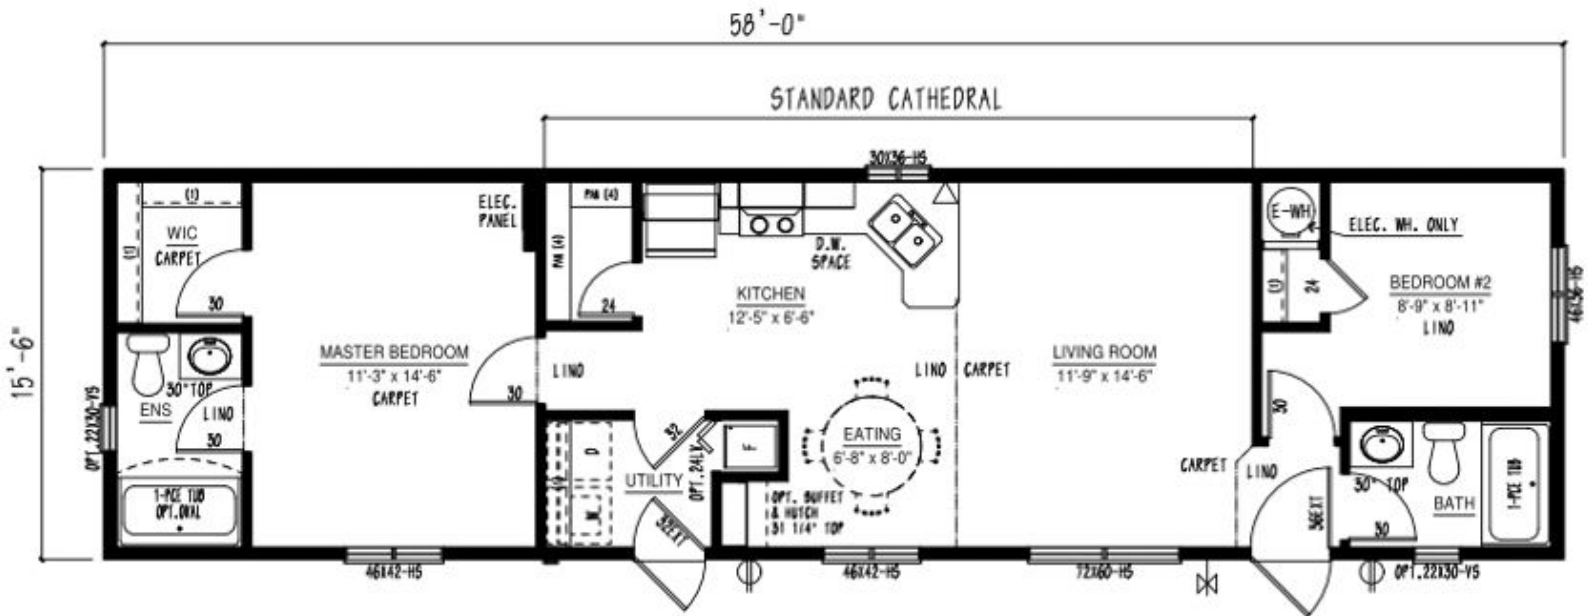 58'-0"
STANDARD CATHEDRAL
15'-6"
30X36-HS
(1)
(1)
WIC
CARPET
30
ELEC.
PANEL
PAN (4)
PAN (4)
24
D.W.
SPACE
KITCHEN
12'-5" x 6'-6"
E-WH
ELEC. WH. ONLY
(1)
24
BEDROOM #2
8'-9" x 8'-11"
LINO
46X36-HS
MASTER BEDROOM
11'-3" x 14'-6"
CARPET
30
LINO
LINO
CARPET
LIVING ROOM
11'-9" x 14'-6"
30"TOP
ENS
LINO
30
OPT.22X30-VS
1-PCE TUB
OPT.OVAL
32
D
W
UTILITY
OPT.24LX
F
32EXT
EATING
6'-8" x 8'-0"
OPT. BUFFET
& HUTCH
31 1/4" TOP
CARPET
LINO
30
36EXT
30" TOP
BATH
30
1-PCE TUB
46X42-HS
46X42-HS
72X60-HS
OPT.22X30-VS